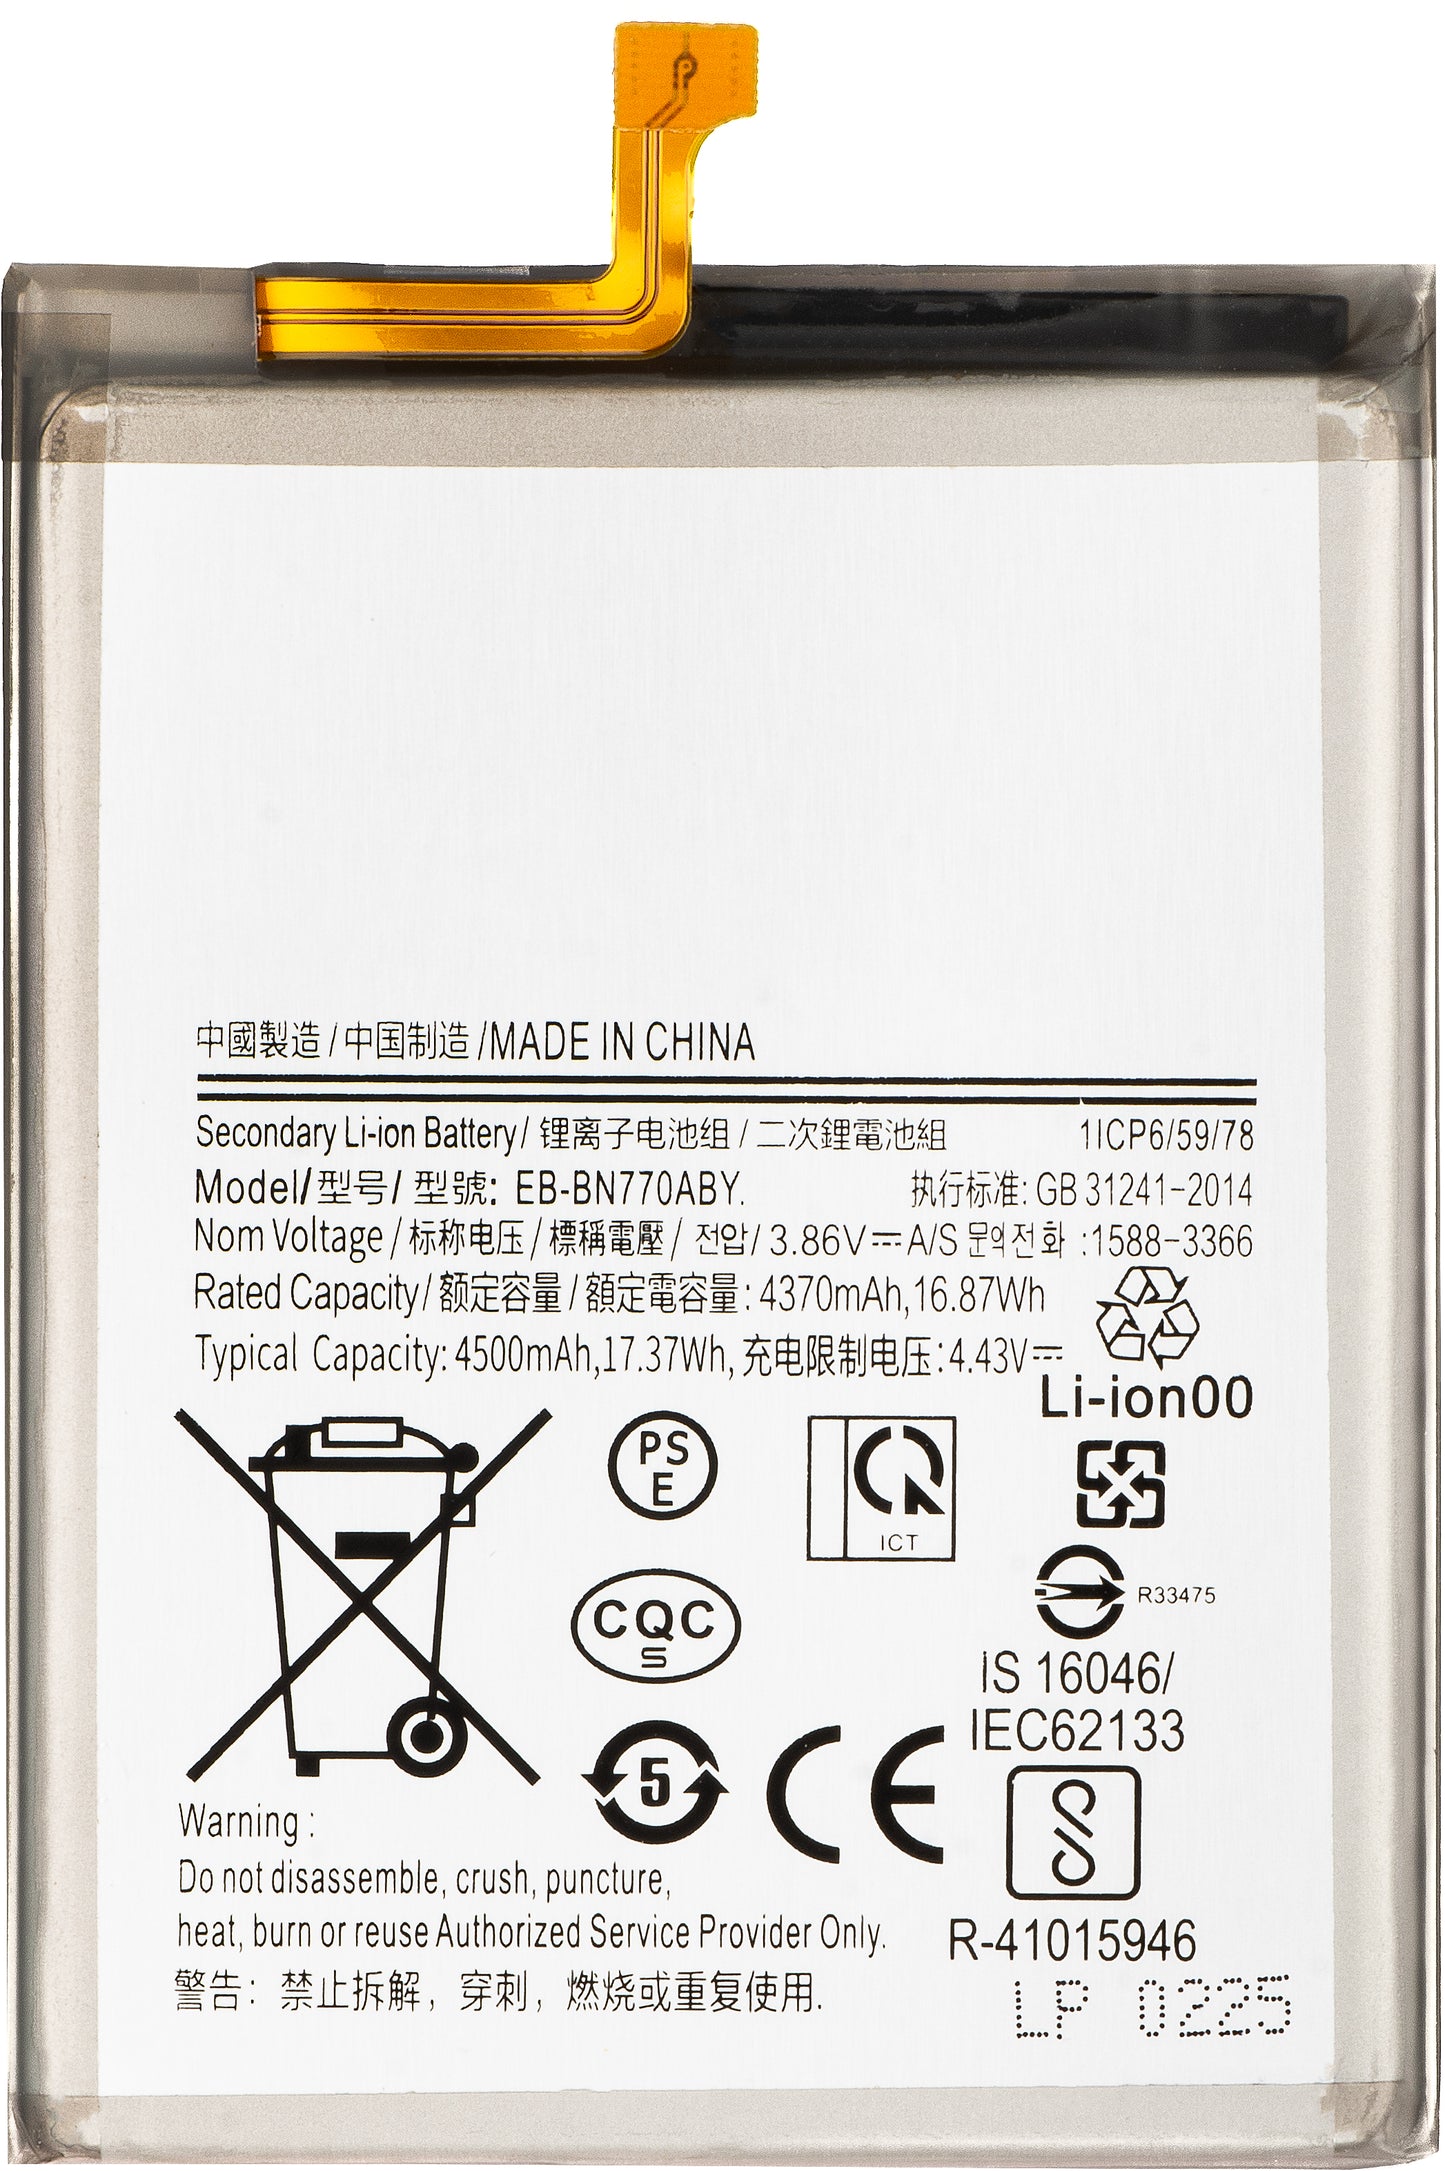 中國製造/中国制造/MADE IN CHINA
Secondary Li-ion Battery/锂离子电池组/二次鋰電池組 1ICP6/59/78
Model/型号/型號: EB-BN770ABY. 执行标准: GB 31241-2014
Nom Voltage/标称电压/標稱電壓/ 전압/ 3.86V⎓A/S 문의전화 :1588-3366
Rated Capacity/额定容量/額定電容量: 4370mAh,16.87Wh
Typical Capacity: 4500mAh,17.37Wh, 充电限制电压:4.43V⎓
Li-ion00
PS
E
ICT
R33475
CQC
S
IS 16046/
IEC62133
5
CE
Warning :
Do not disassemble, crush, puncture,
heat, burn or reuse Authorized Service Provider Only.
R-41015946
警告: 禁止拆解, 穿刺, 燃烧或重复使用.
LP 0225